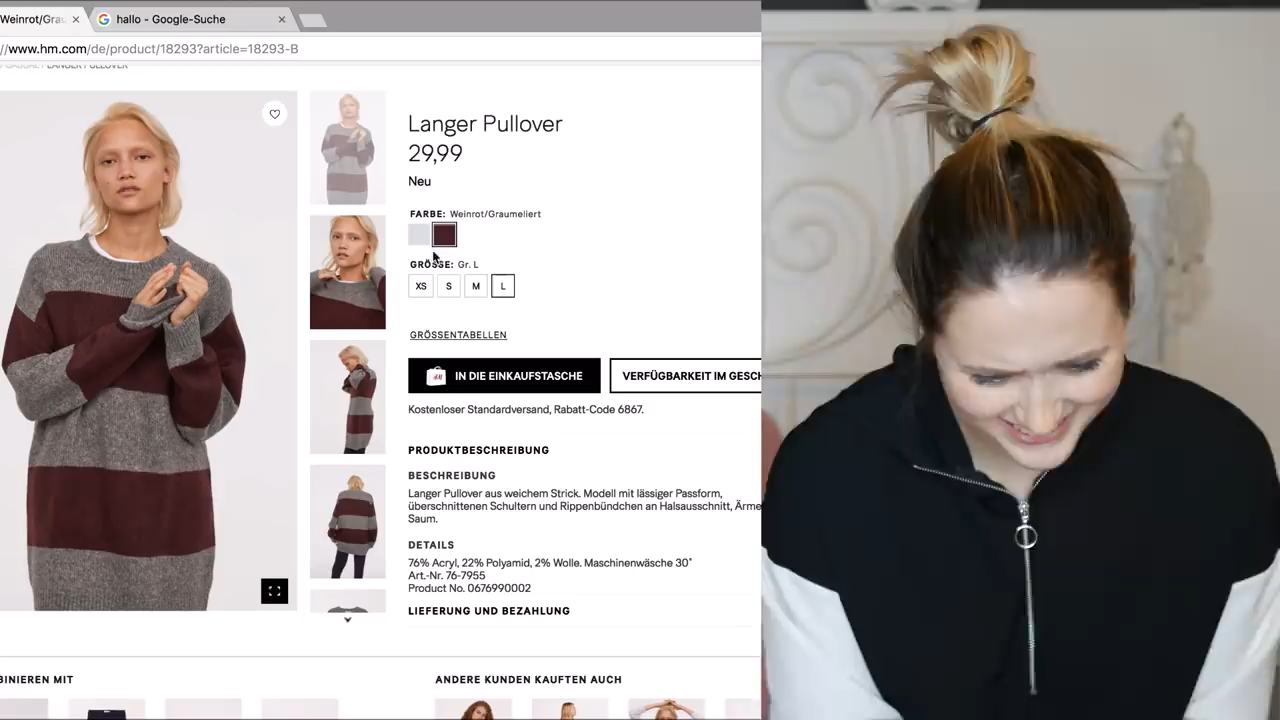 Weinrot/Grau
hallo - Google-Suche
//www.hm.com/de/product/18293?article=18293-B
LANGER PULLOVER
Langer Pullover
29,99
Neu
FARBE: Weinrot/Graumeliert
GRÖSSE: Gr. L
XS S M L
GRÖSSENTABELLEN
H&M IN DIE EINKAUFSTASCHE
VERFÜGBARKEIT IM GESCH
Kostenloser Standardversand, Rabatt-Code 6867.
PRODUKTBESCHREIBUNG
BESCHREIBUNG
Langer Pullover aus weichem Strick. Modell mit lässiger Passform,
überschnittenen Schultern und Rippenbündchen an Halsausschnitt, Ärme
Saum.
DETAILS
76% Acryl, 22% Polyamid, 2% Wolle. Maschinenwäsche 30°
Art.-Nr. 76-7955
Product No. 0676990002
LIEFERUNG UND BEZAHLUNG
BINIEREN MIT
ANDERE KUNDEN KAUFTEN AUCH